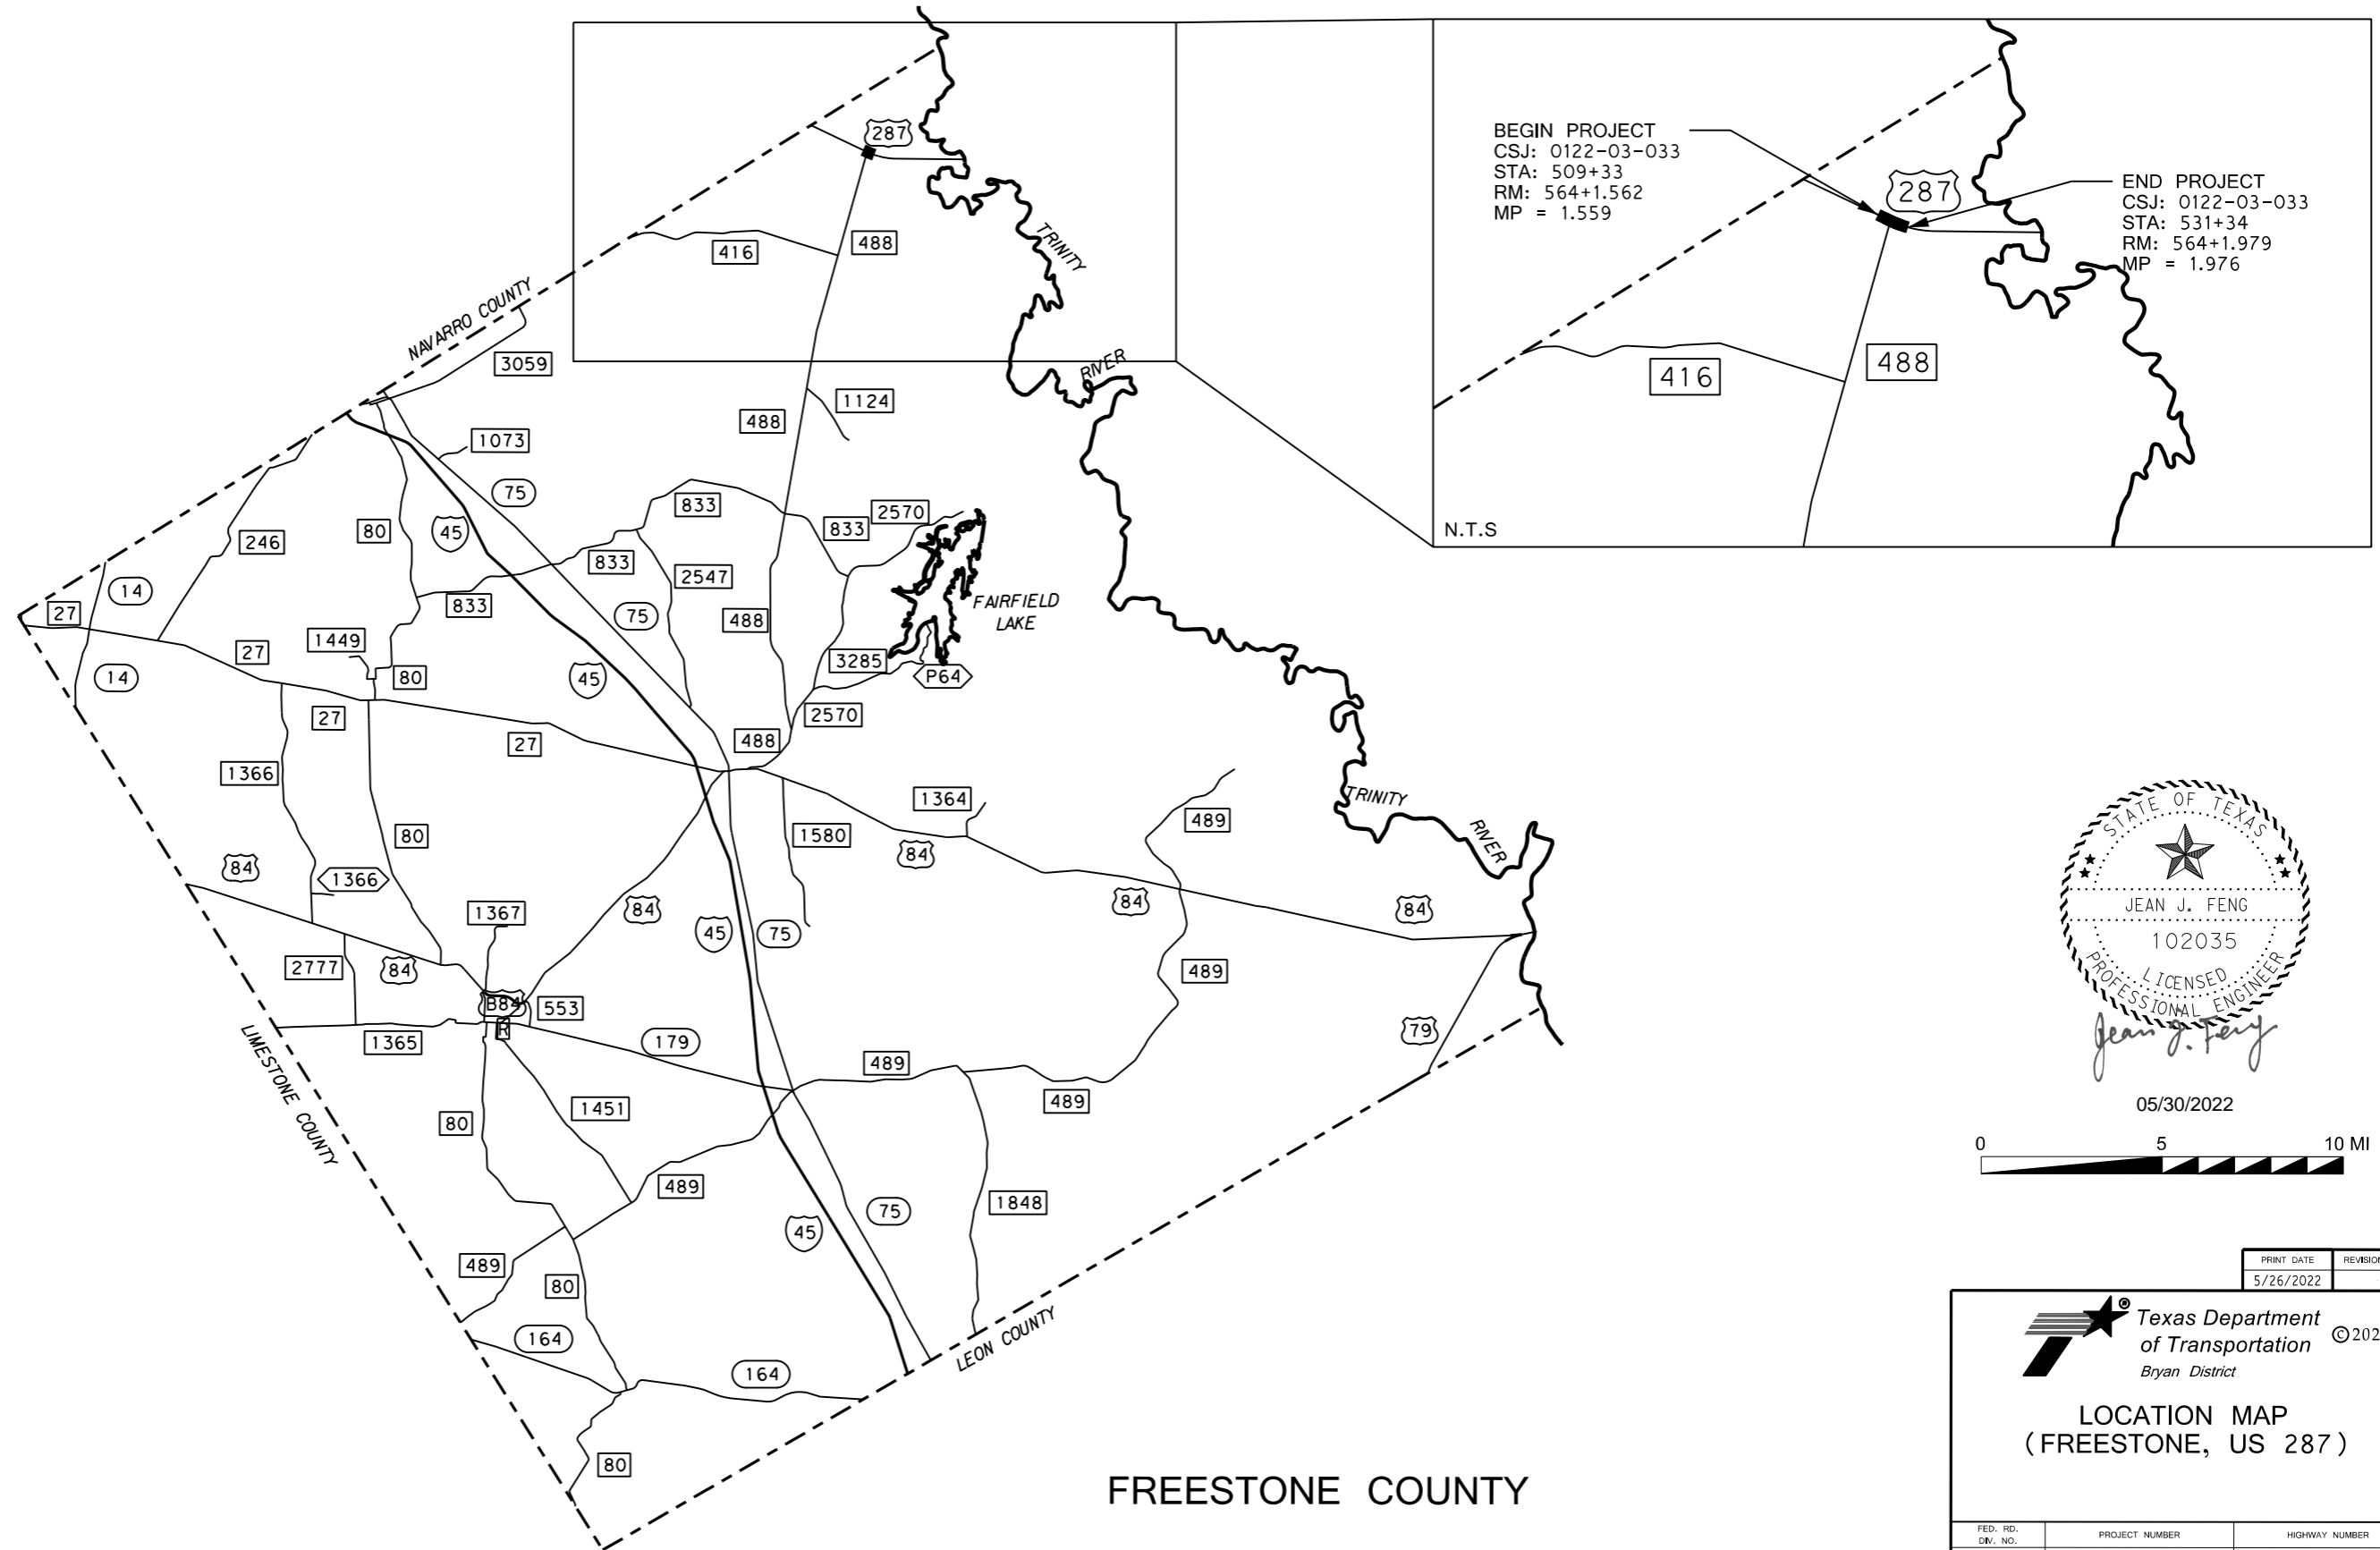 287
BEGIN PROJECT
CSJ: 0122-03-033
STA: 509+33
RM: 564+1.562
MP = 1.559
287
END PROJECT
CSJ: 0122-03-033
STA: 531+34
RM: 564+1.979
MP = 1.976
416
488
TRINITY
NAVARRO COUNTY
3059
RIVER
416
488
1124
488
1073
75
833
2570
833
N.T.S
246
80
45
833
2547
14
27
833
75
488
FAIRFIELD
LAKE
1449
27
14
80
45
3285
P64
27
2570
27
488
1366
1364
TRINITY
489
80
1580
RIVER
84
84
1366
1367
84
84
84
45
75
2777
84
489
B84
553
R
1365
179
79
489
LIMESTONE COUNTY
80
1451
489
489
1848
75
45
489
80
164
LEON COUNTY
164
80
STATE OF TEXAS
JEAN J. FENG
102035
LICENSED
PROFESSIONAL ENGINEER
Jean J. Feng
05/30/2022
0 5 10 MI
PRINT DATE
5/26/2022
Texas Department
of Transportation
Bryan District
LOCATION MAP
(FREESTONE, US 287)
FREESTONE COUNTY
FED. RD.
DIV. NO.
PROJECT NUMBER
HIGHWAY NUMBER